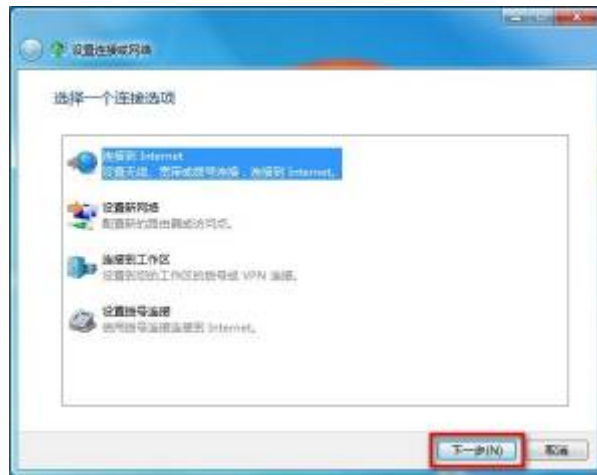 设置连接或网络
选择一个连接选项
连接到 Internet
设置无线、宽带或拨号连接，连接到 Internet。
设置新网络
配置新的路由器或访问点。
连接到工作区
设置到您的工作区的拨号或 VPN 连接。
设置拨号连接
使用拨号连接连接到 Internet。
下一步(N)
取消